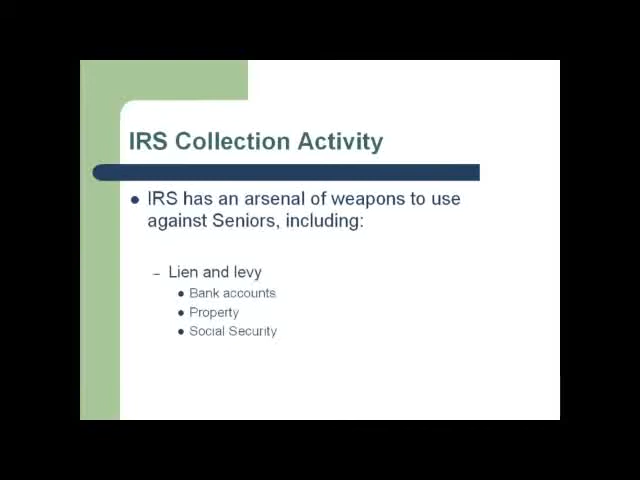 IRS Collection Activity
● IRS has an arsenal of weapons to use
against Seniors, including:
– Lien and levy
● Bank accounts
● Property
● Social Security